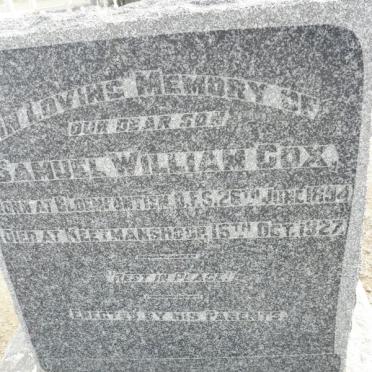 IN LOVING MEMORY OF
OUR DEAR SON
SAMUEL WILLIAM COX.
BORN AT BLOEMFONTEIN O.F.S. 26TH JUNE 1894
DIED AT KEETMANSHOOP, 15TH OCT. 1927
"REST IN PEACE."
ERECTED BY HIS PARENTS.